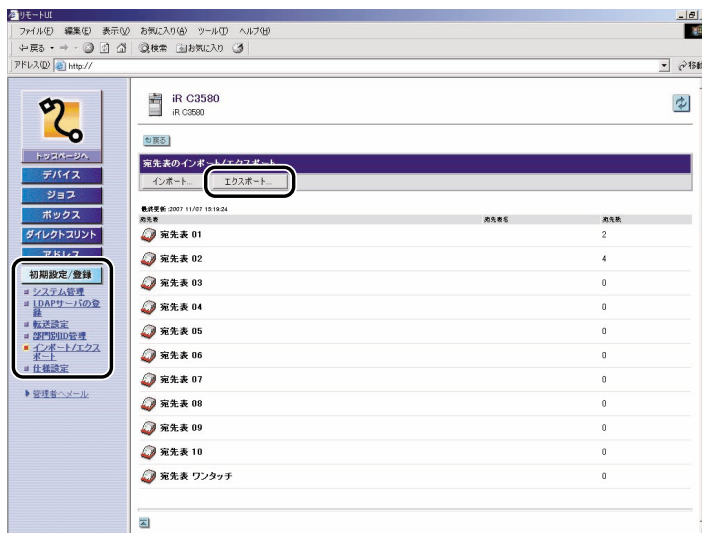 リモートUI
ファイル(F) 編集(E) 表示(V) お気に入り(A) ツール(T) ヘルプ(H)
戻る 検索 お気に入り
アドレス(D) http:// 移動
iR C3580
iR C3580
戻る
トップページへ
宛先表のインポート/エクスポート
インポート... エクスポート...
デバイス
ジョブ
ボックス
ダイレクトプリント
アドレス
初期設定/登録
システム管理
LDAPサーバの登
録
転送設定
部門別ID管理
インポート/エクス
ポート
仕様設定
管理者へメール
最終更新 :2007 11/07 15:19:24
宛先表 宛先表名 宛先数
宛先表 01 2
宛先表 02 4
宛先表 03 0
宛先表 04 0
宛先表 05 0
宛先表 06 0
宛先表 07 0
宛先表 08 0
宛先表 09 0
宛先表 10 0
宛先表 ワンタッチ 0